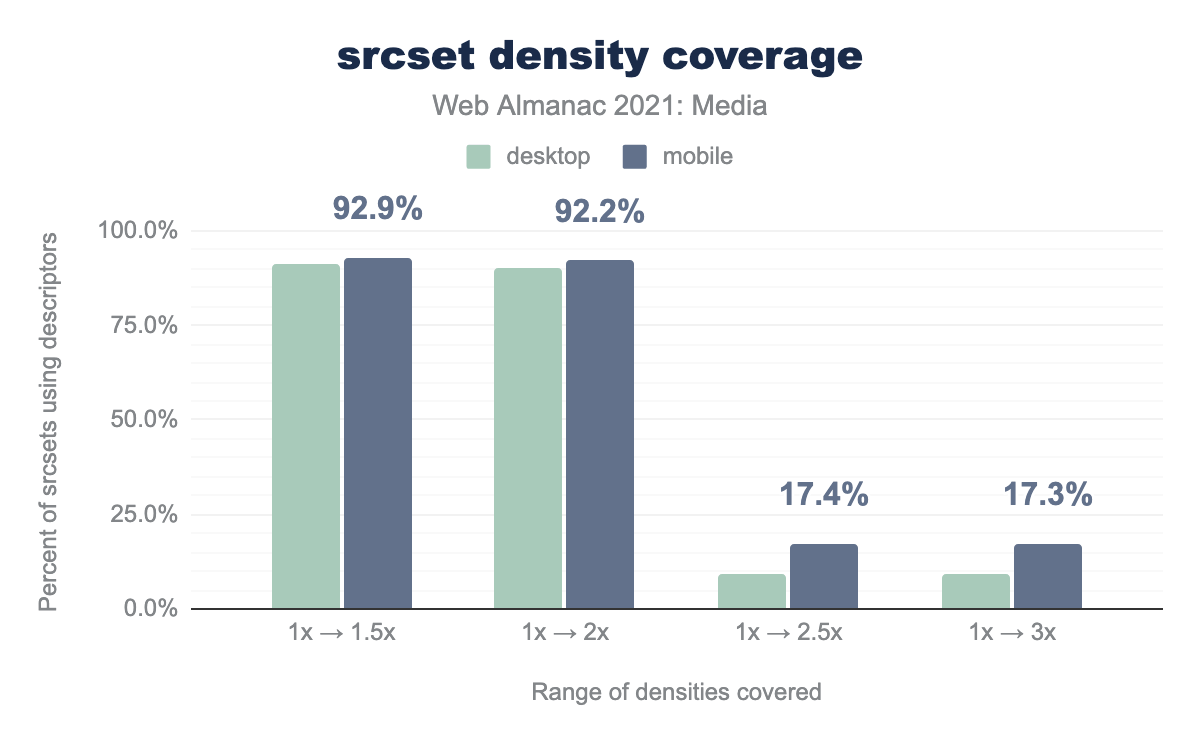 srcset density coverage
Web Almanac 2021: Media
desktop mobile
92.9% 92.2%
100.0%
75.0%
50.0%
17.4% 17.3%
25.0%
0.0%
Percent of srcsets using descriptors
1x → 1.5x 1x → 2x 1x → 2.5x 1x → 3x
Range of densities covered